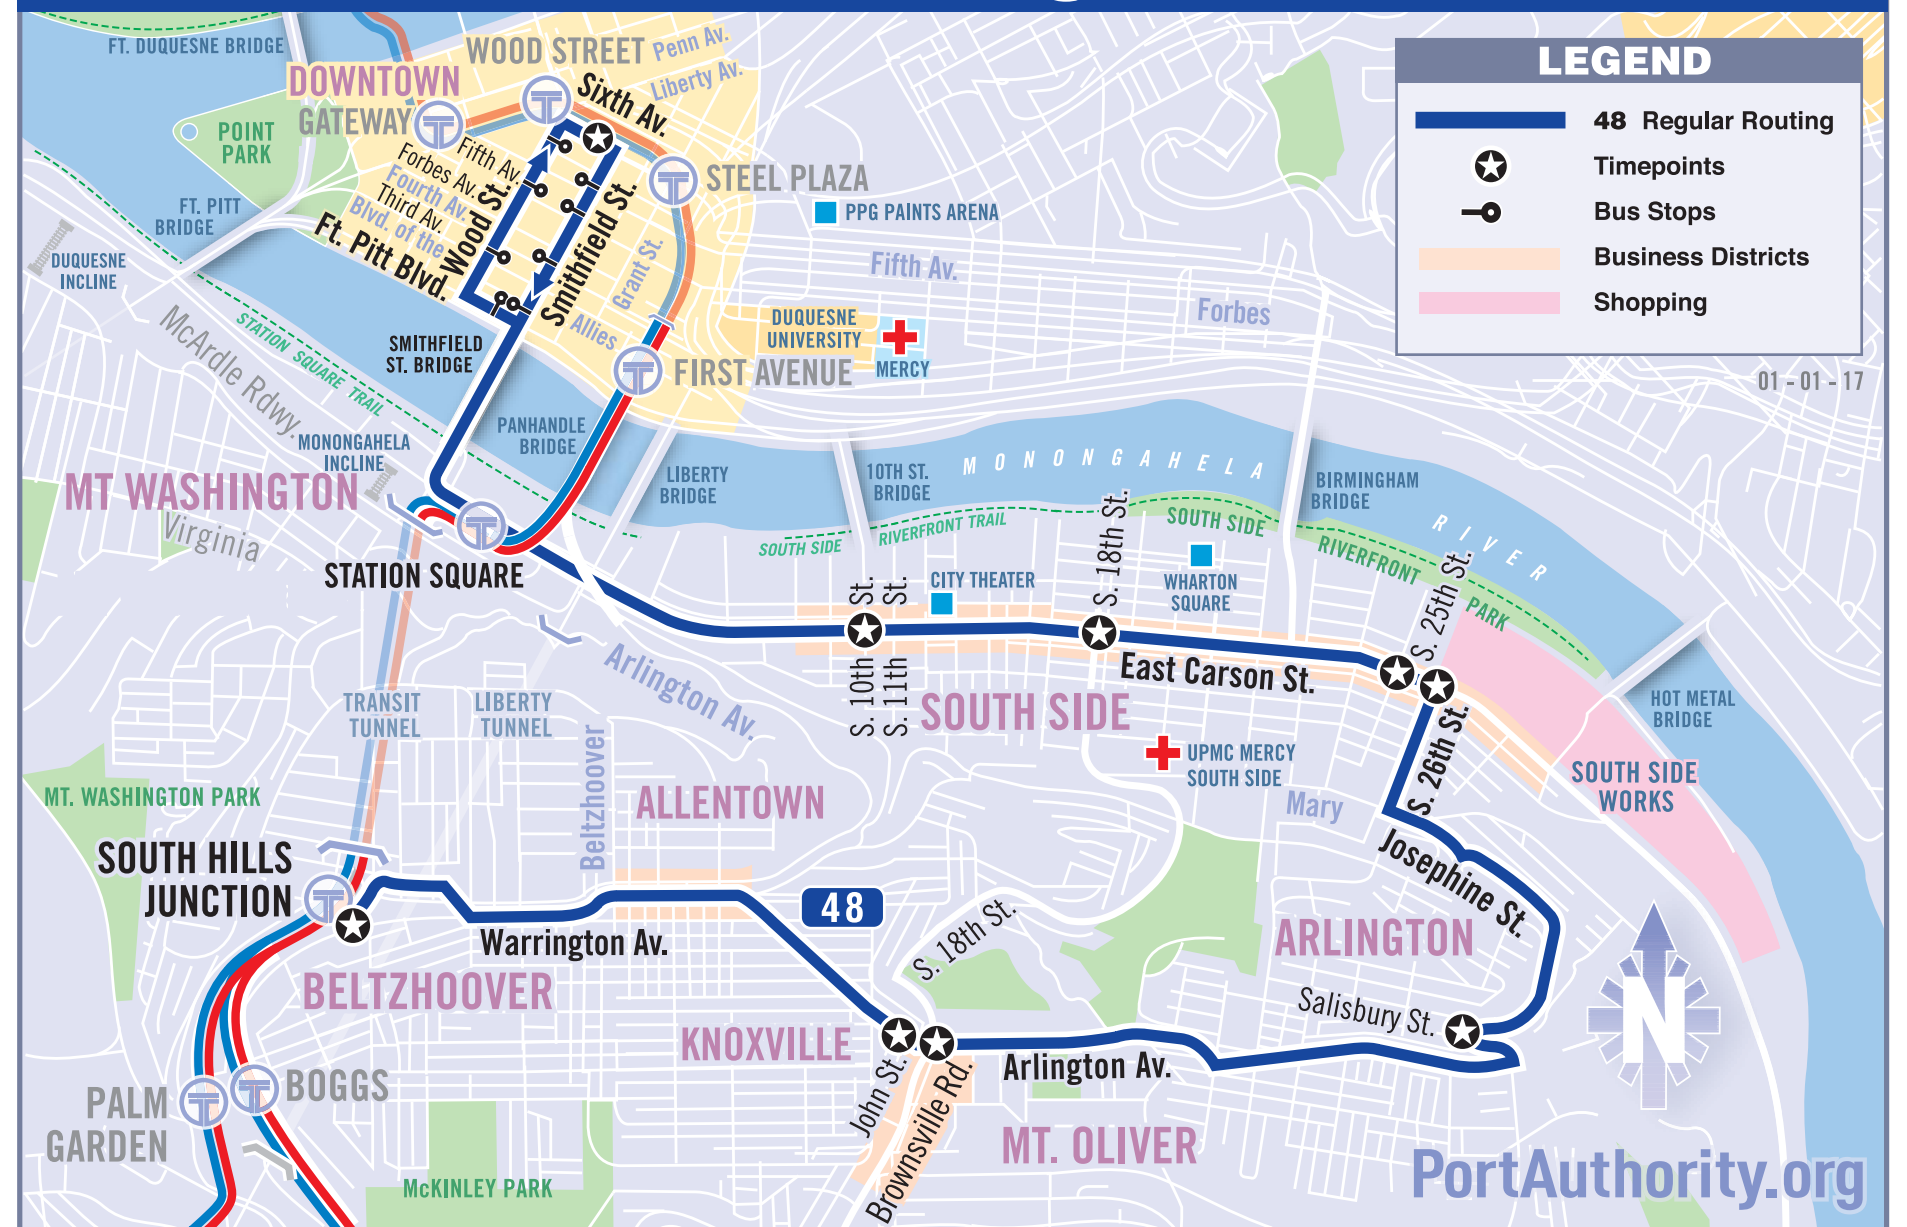 FT. DUQUESNE BRIDGE
WOOD STREET
Penn Av.
Liberty Av.
DOWNTOWN
GATEWAY
Sixth Av.
POINT
PARK
Fifth Av.
Forbes Av.
Fourth Av.
Third Av.
Blvd. of the
Allies
Wood St.
Smithfield St.
Grant St.
Ft. Pitt Blvd.
STEEL PLAZA
PPG PAINTS ARENA
Fifth Av.
Forbes
FT. PITT
BRIDGE
DUQUESNE
INCLINE
McArdle Rdwy.
STATION SQUARE TRAIL
SMITHFIELD
ST. BRIDGE
DUQUESNE
UNIVERSITY
MERCY
FIRST AVENUE
LEGEND
48 Regular Routing
Timepoints
Bus Stops
Business Districts
Shopping
01 - 01 - 17
MONONGAHELA
INCLINE
PANHANDLE
BRIDGE
LIBERTY
BRIDGE
10TH ST.
BRIDGE
MONONGAHELA
RIVER
BIRMINGHAM
BRIDGE
MT WASHINGTON
Virginia
STATION SQUARE
SOUTH SIDE
RIVERFRONT TRAIL
SOUTH SIDE
RIVERFRONT
PARK
CITY THEATER
WHARTON
SQUARE
S. 10th St.
S. 11th St.
S. 18th St.
S. 25th St.
East Carson St.
SOUTH SIDE
S. 26th St.
HOT METAL
BRIDGE
SOUTH SIDE
WORKS
UPMC MERCY
SOUTH SIDE
Mary
Josephine St.
Arlington Av.
TRANSIT
TUNNEL
LIBERTY
TUNNEL
Beltzhoover
ALLENTOWN
MT. WASHINGTON PARK
SOUTH HILLS
JUNCTION
48
Warrington Av.
S. 18th St.
ARLINGTON
BELTZHOOVER
KNOXVILLE
Salisbury St.
N
Arlington Av.
John St.
Brownsville Rd.
PALM
GARDEN
BOGGS
MT. OLIVER
McKINLEY PARK
PortAuthority.org